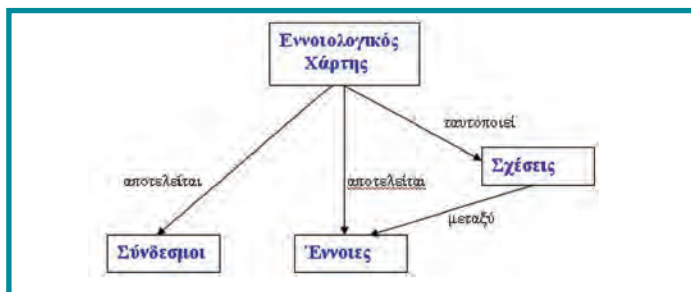 Εννοιολογικός
Χάρτης
ταυτοποιεί
Σχέσεις
αποτελείται
αποτελείται
μεταξύ
Σύνδεσμοι
Έννοιες